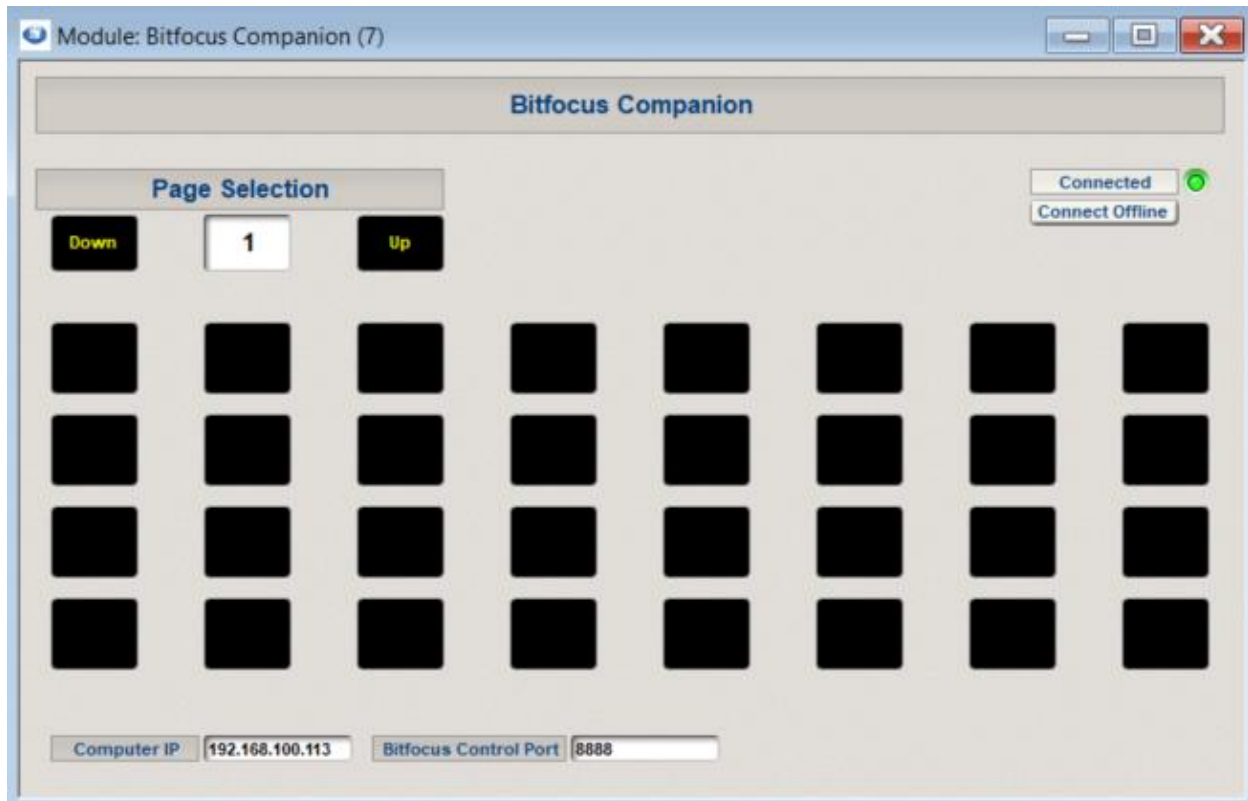 Module: Bitfocus Companion (7)
Bitfocus Companion
Page Selection
Connected
Connect Offline
Down 1 Up
Computer IP 192.168.100.113 Bitfocus Control Port 8888